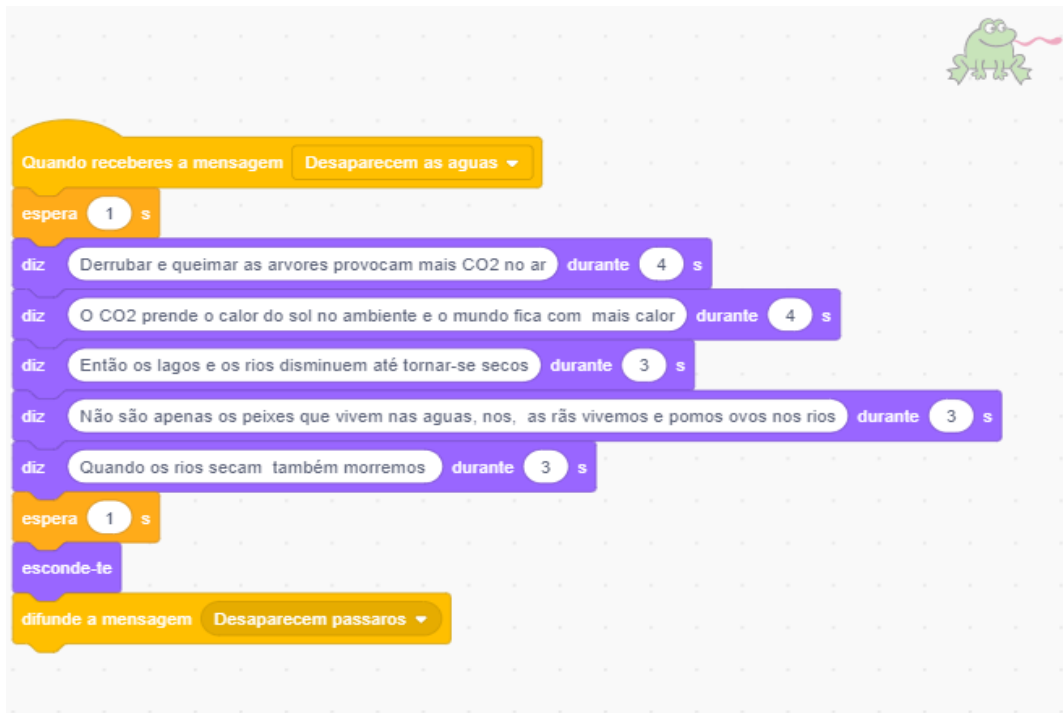 Quando receberes a mensagem Desaparecem as aguas
espera 1 s
diz Derrubar e queimar as arvores provocam mais CO2 no ar durante 4 s
diz O CO2 prende o calor do sol no ambiente e o mundo fica com  mais calor durante 4 s
diz Então os lagos e os rios disminuem até tornar-se secos durante 3 s
diz Não são apenas os peixes que vivem nas aguas, nos,  as rãs vivemos e pomos ovos nos rios durante 3 s
diz Quando os rios secam  também morremos durante 3 s
espera 1 s
esconde-te
difunde a mensagem Desaparecem passaros